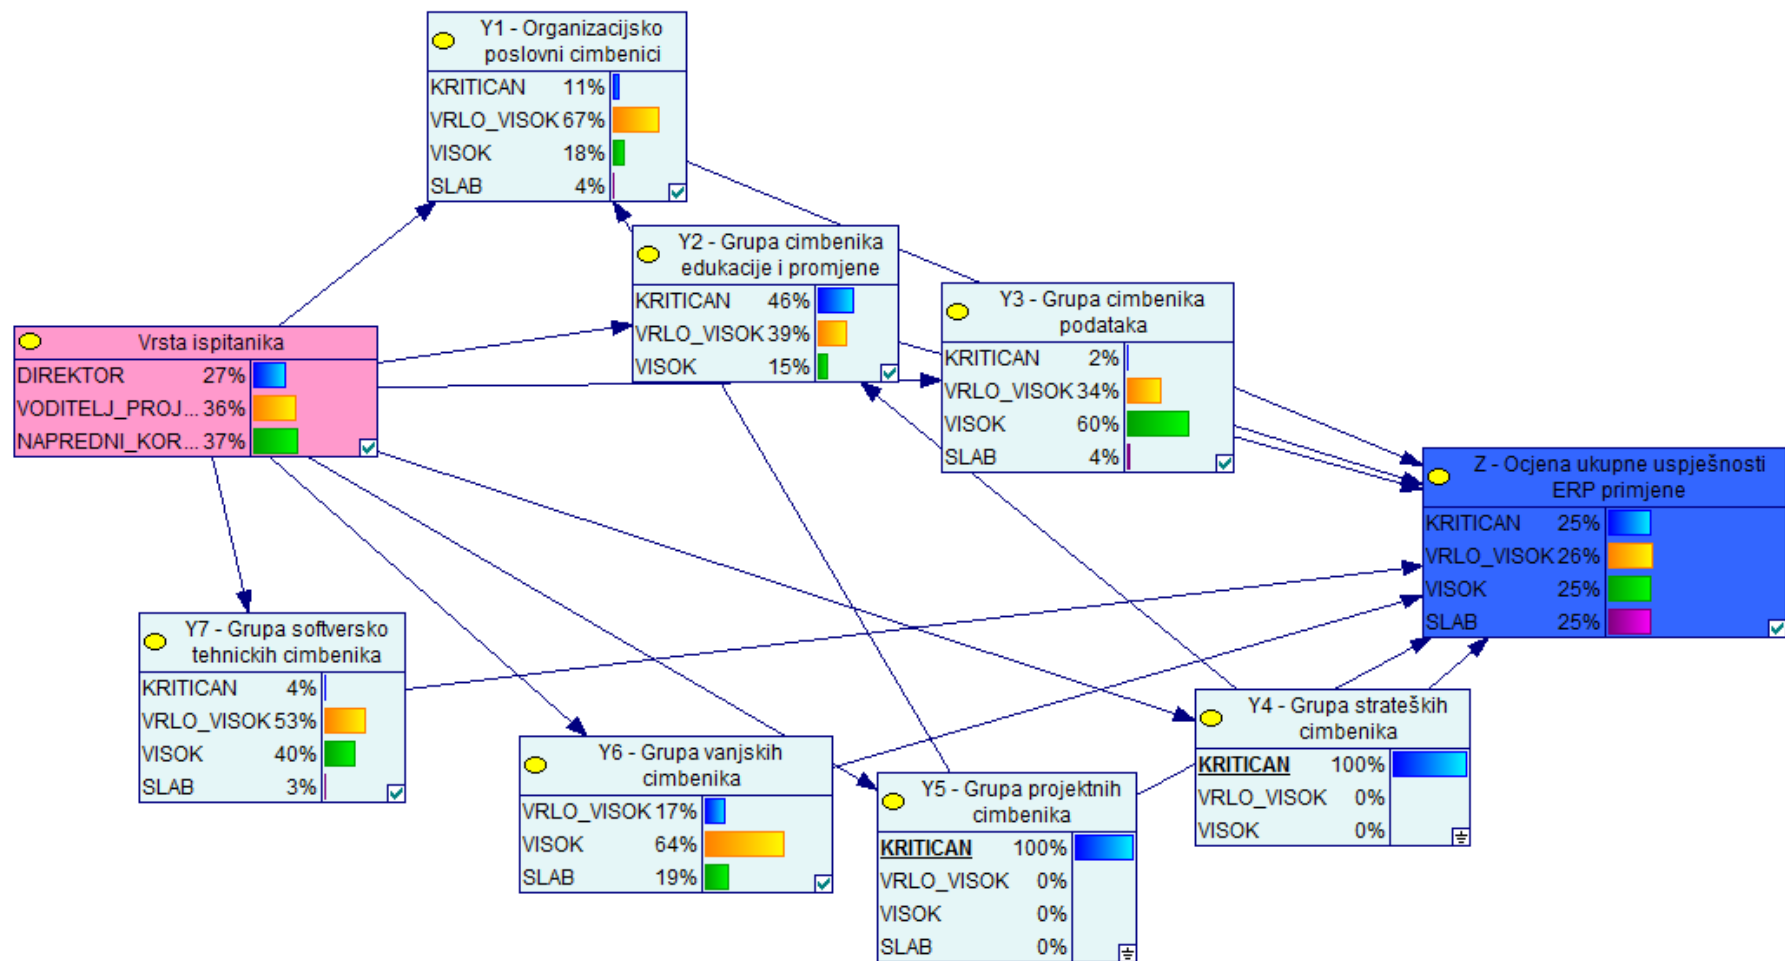 Y1 - Organizacijsko
poslovni cimbenici
KRITICAN 11%
VRLO_VISOK 67%
VISOK 18%
SLAB 4%
Y2 - Grupa cimbenika
edukacije i promjene
KRITICAN 46%
VRLO_VISOK 39%
VISOK 15%
Y3 - Grupa cimbenika
podataka
KRITICAN 2%
VRLO_VISOK 34%
VISOK 60%
SLAB 4%
Vrsta ispitanika
DIREKTOR 27%
VODITELJ_PROJ... 36%
NAPREDNI_KOR... 37%
Z - Ocjena ukupne uspješnosti
ERP primjene
KRITICAN 25%
VRLO_VISOK 26%
VISOK 25%
SLAB 25%
Y7 - Grupa softversko
tehnickih cimbenika
KRITICAN 4%
VRLO_VISOK 53%
VISOK 40%
SLAB 3%
Y6 - Grupa vanjskih
cimbenika
VRLO_VISOK 17%
VISOK 64%
SLAB 19%
Y5 - Grupa projektnih
cimbenika
KRITICAN 100%
VRLO_VISOK 0%
VISOK 0%
SLAB 0%
Y4 - Grupa strateških
cimbenika
KRITICAN 100%
VRLO_VISOK 0%
VISOK 0%